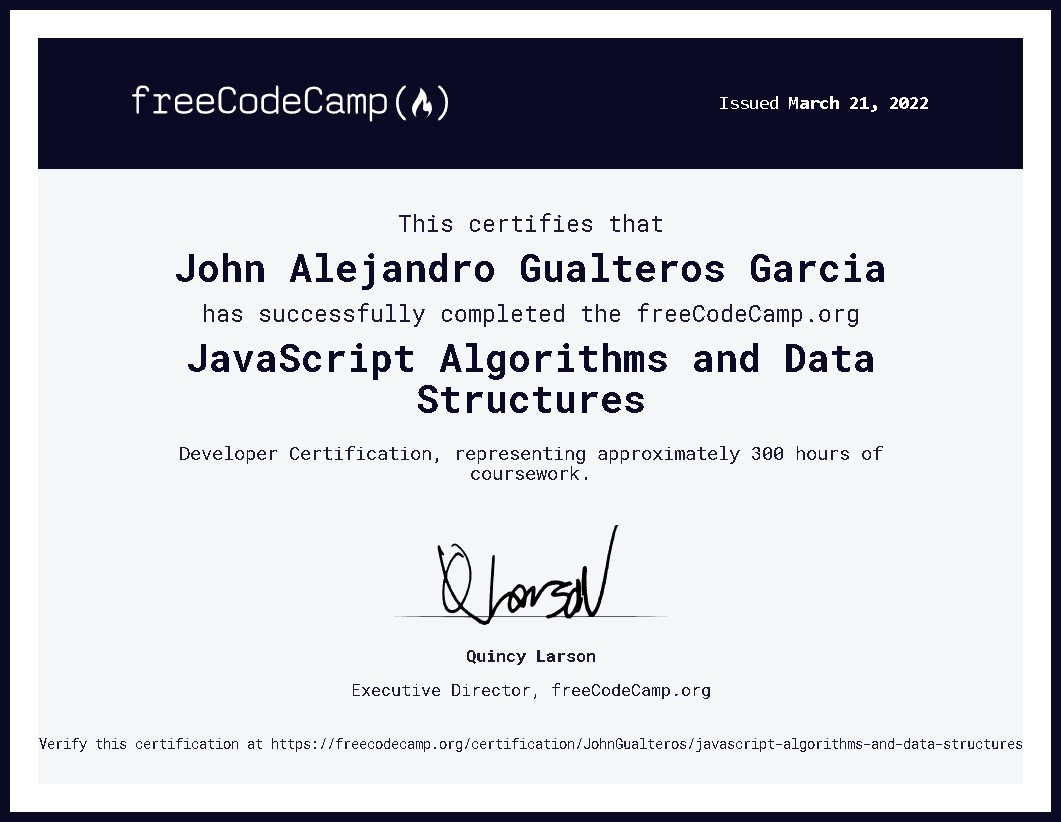 freeCodeCamp(🔥)
Issued March 21, 2022
This certifies that
John Alejandro Gualteros Garcia
has successfully completed the freeCodeCamp.org
JavaScript Algorithms and Data
Structures
Developer Certification, representing approximately 300 hours of
coursework.
Q Larson
Quincy Larson
Executive Director, freeCodeCamp.org
Verify this certification at https://freecodecamp.org/certification/JohnGualteros/javascript-algorithms-and-data-structures